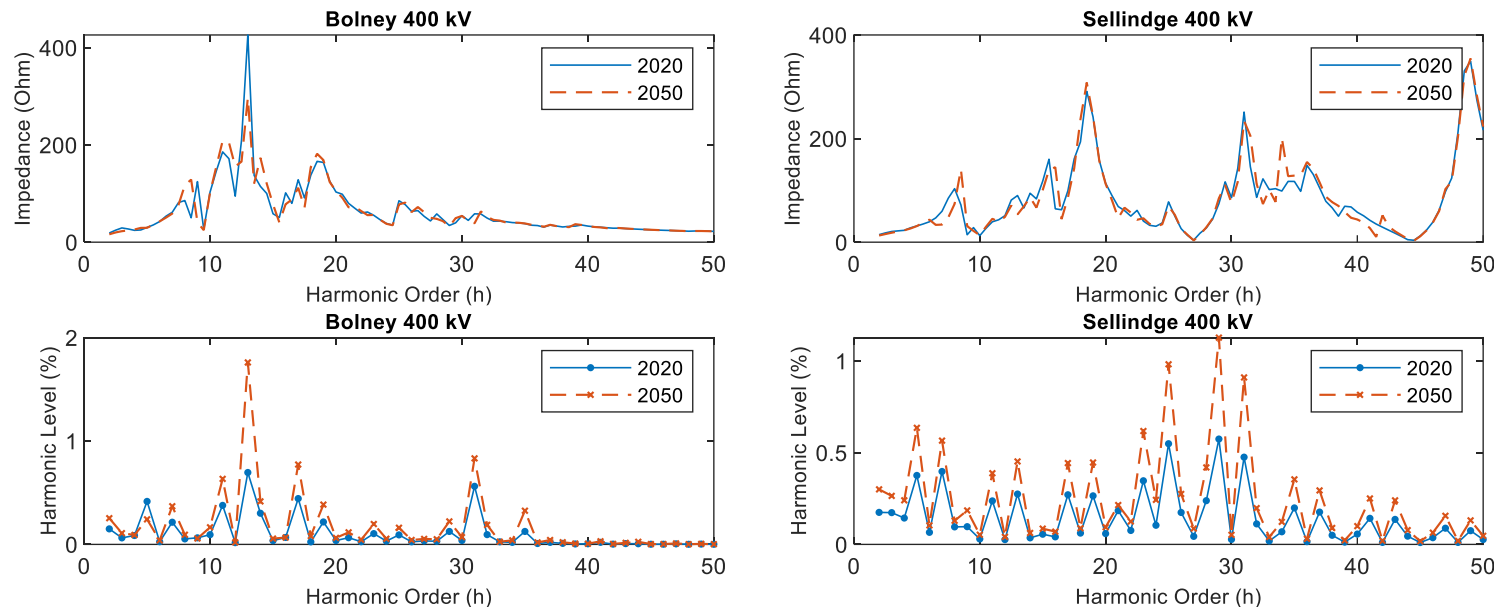 Bolney 400 kV
Impedance (Ohm)
400
200
0
2020
2050
0 10 20 30 40 50
Harmonic Order (h)
Sellindge 400 kV
Impedance (Ohm)
400
200
0
2020
2050
0 10 20 30 40 50
Harmonic Order (h)
Bolney 400 kV
Harmonic Level (%)
2
1
0
2020
2050
0 10 20 30 40 50
Harmonic Order (h)
Sellindge 400 kV
Harmonic Level (%)
1
0.5
0
2020
2050
0 10 20 30 40 50
Harmonic Order (h)